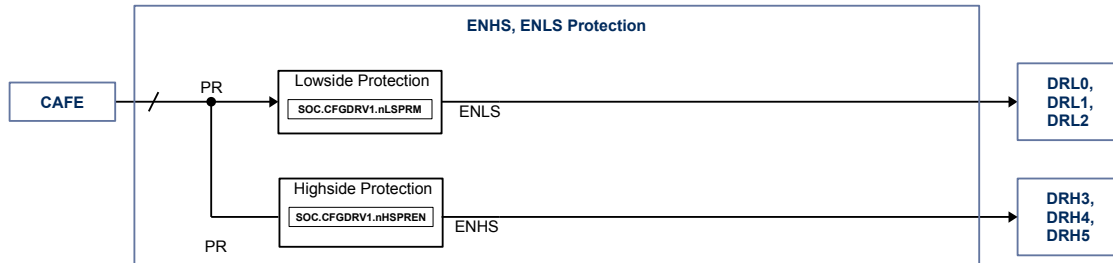 ENHS, ENLS Protection
CAFE
PR
Lowside Protection
SOC.CFGDRV1.nLSPRM
ENLS
DRL0,
DRL1,
DRL2
Highside Protection
SOC.CFGDRV1.nHSPREN
PR
ENHS
DRH3,
DRH4,
DRH5